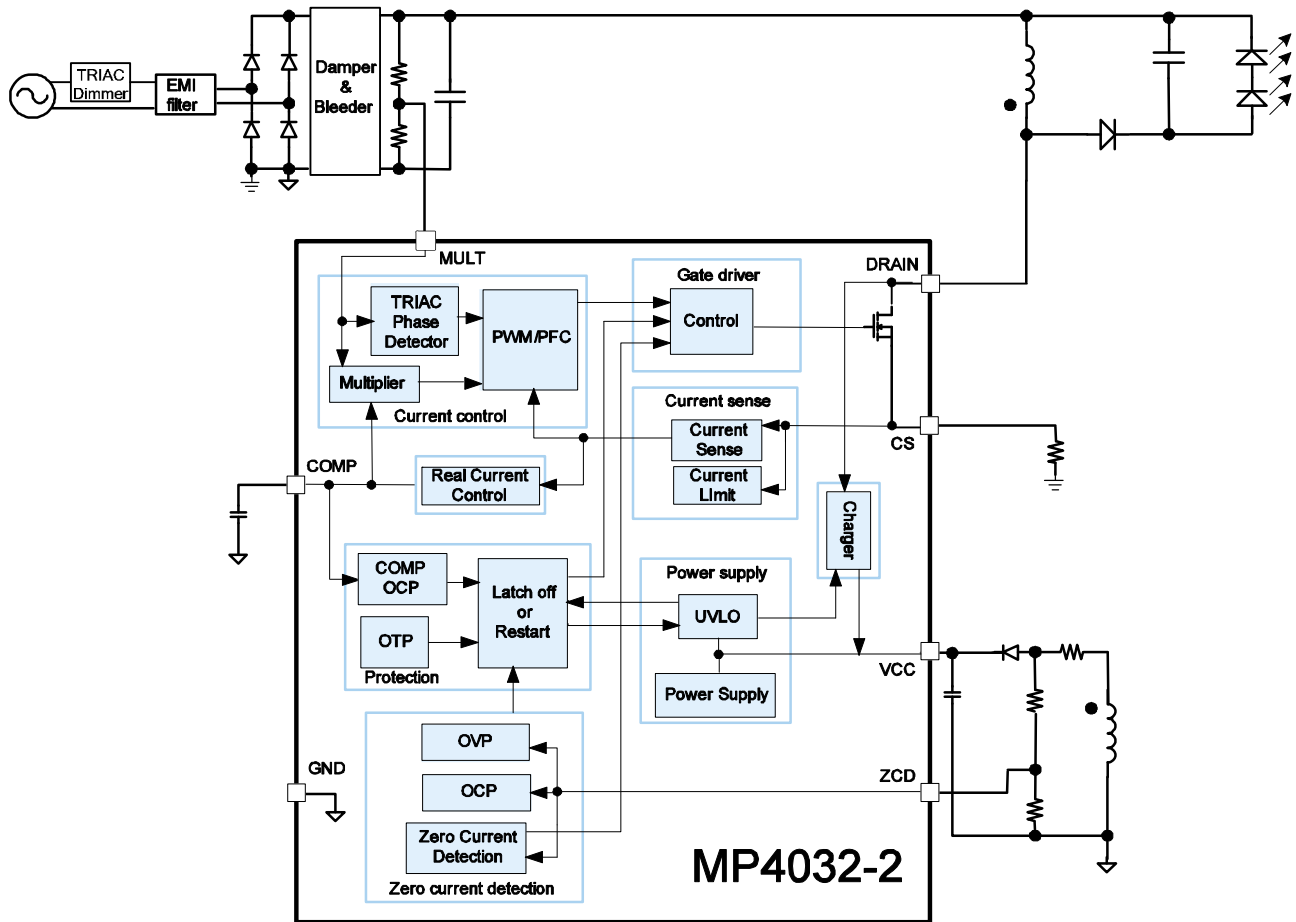 TRIAC
Dimmer
EMI
filter
Damper
&
Bleeder
MULT
DRAIN
Gate driver
TRIAC
Phase
Detector
PWM/PFC
Control
Multiplier
Current control
Current sense
Current
Sense
CS
COMP
Real Current
Control
Current
LImit
Charger
COMP
OCP
Latch off
or
Restart
Power supply
UVLO
OTP
Protection
VCC
Power Supply
OVP
GND
ZCD
OCP
Zero Current
Detection
MP4032-2
Zero current detection